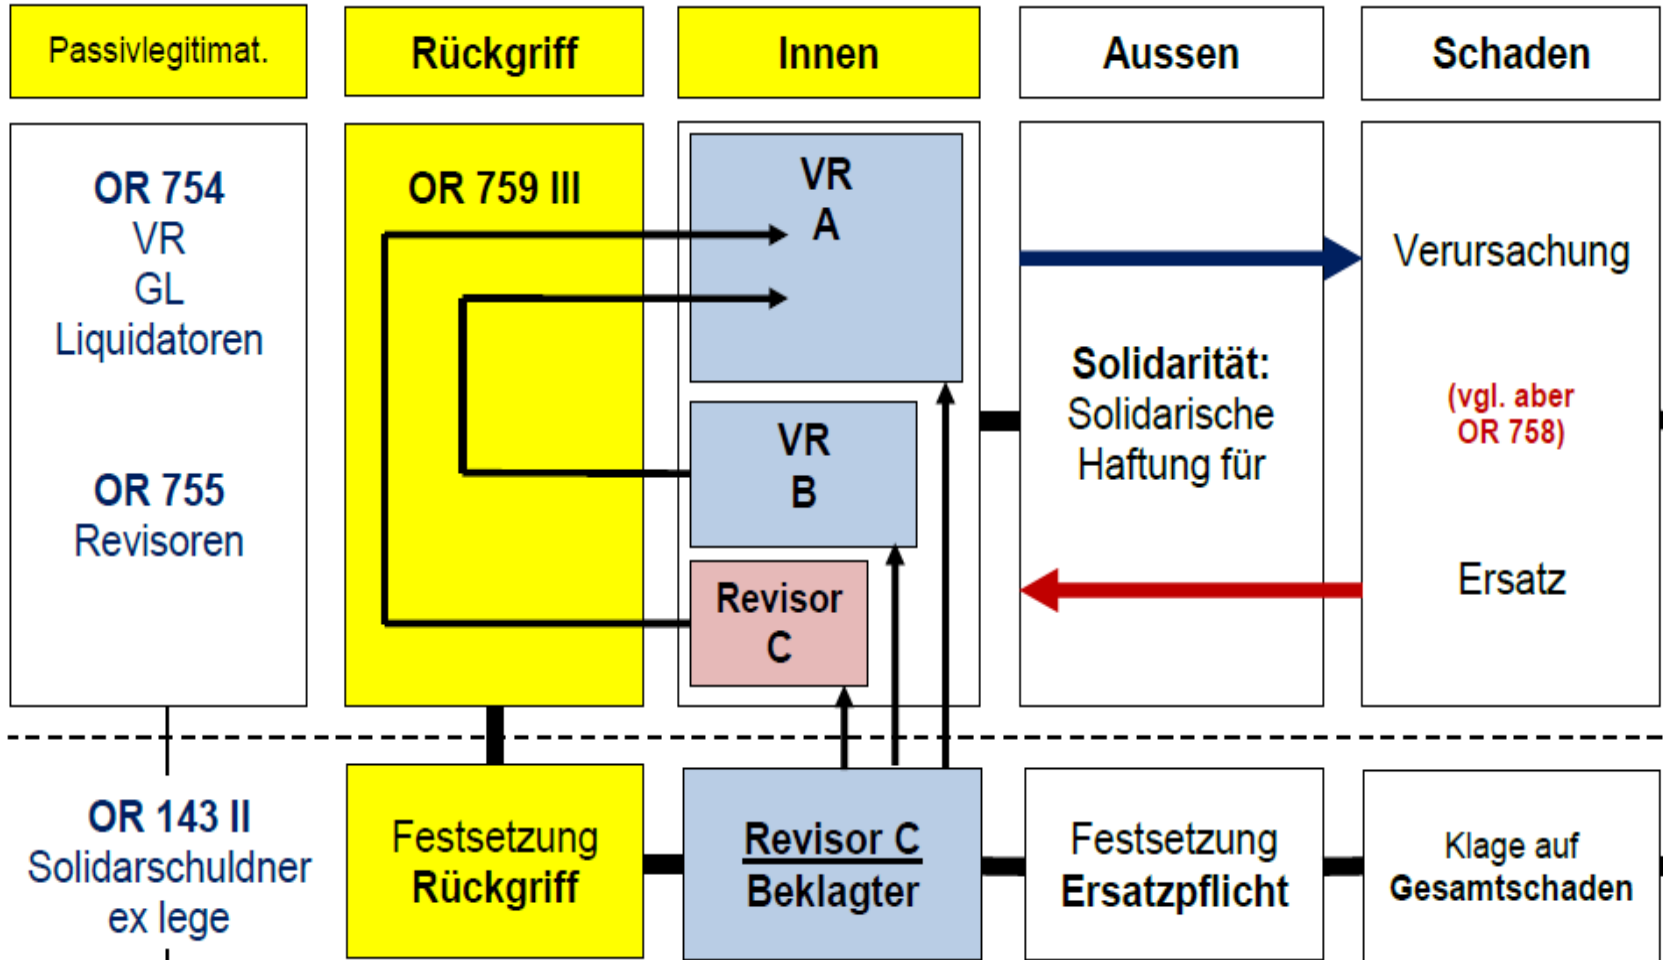 Passivlegitimat.
Rückgriff
Innen
Aussen
Schaden
OR 754
VR
GL
Liquidatoren
OR 755
Revisoren
OR 759 III
VR
A
VR
B
Revisor
C
Solidarität:
Solidarische
Haftung für
Verursachung
(vgl. aber
OR 758)
Ersatz
OR 143 II
Solidarschuldner
ex lege
Festsetzung
Rückgriff
Revisor C
Beklagter
Festsetzung
Ersatzpflicht
Klage auf
Gesamtschaden